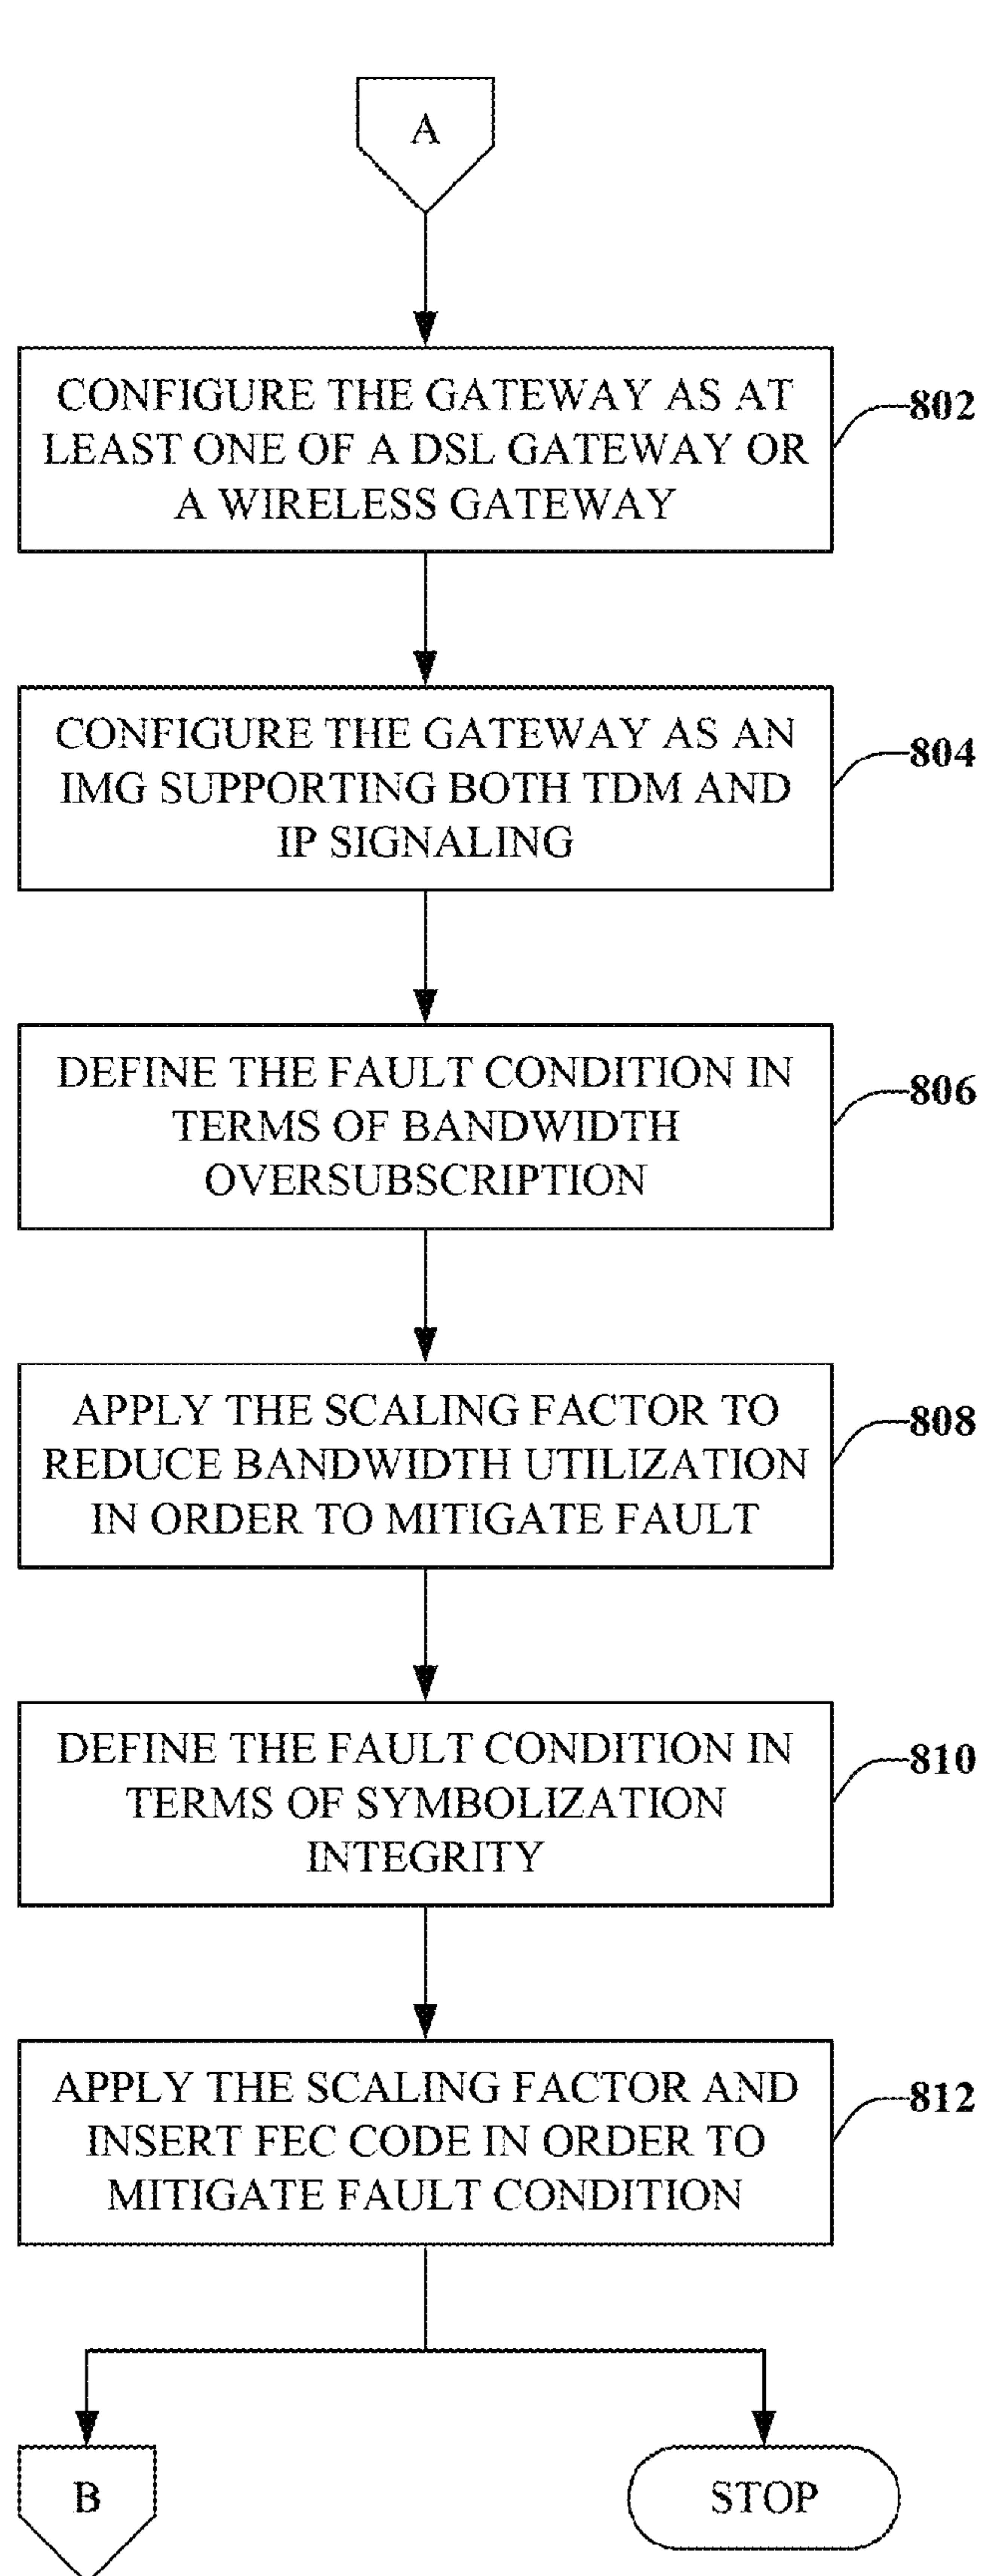 A
CONFIGURE THE GATEWAY AS AT
LEAST ONE OF A DSL GATEWAY OR
A WIRELESS GATEWAY
802
CONFIGURE THE GATEWAY AS AN
IMG SUPPORTING BOTH TDM AND
IP SIGNALING
804
DEFINE THE FAULT CONDITION IN
TERMS OF BANDWIDTH
OVERSUBSCRIPTION
806
APPLY THE SCALING FACTOR TO
REDUCE BANDWIDTH UTILIZATION
IN ORDER TO MITIGATE FAULT
808
DEFINE THE FAULT CONDITION IN
TERMS OF SYMBOLIZATION
INTEGRITY
810
APPLY THE SCALING FACTOR AND
INSERT FEC CODE IN ORDER TO
MITIGATE FAULT CONDITION
812
B
STOP